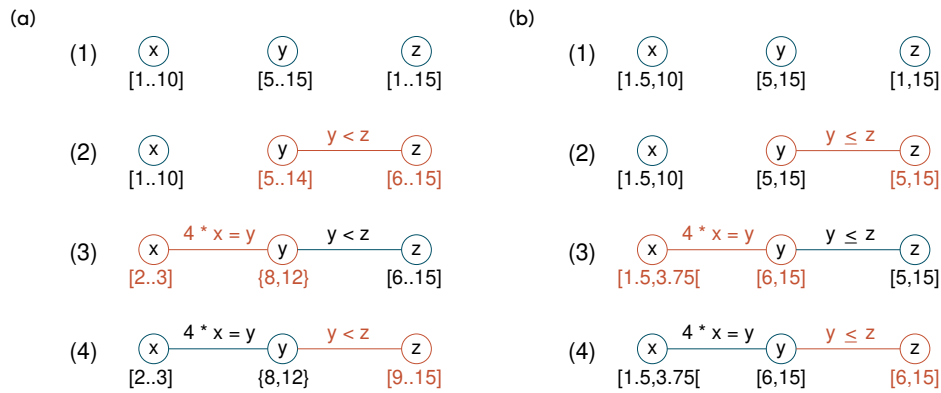 (a)
(1) x y z
[1..10] [5..15] [1..15]
(2) x y y < z z
[1..10] [5..14] [6..15]
(3) x 4 * x = y y y < z z
[2..3] {8,12} [6..15]
(4) x 4 * x = y y y < z z
[2..3] {8,12} [9..15]
(b)
(1) x y z
[1.5,10] [5,15] [1,15]
(2) x y y ≤ z z
[1.5,10] [5,15] [5,15]
(3) x 4 * x = y y y ≤ z z
[1.5,3.75[ [6,15] [5,15]
(4) x 4 * x = y y y ≤ z z
[1.5,3.75[ [6,15] [6,15]